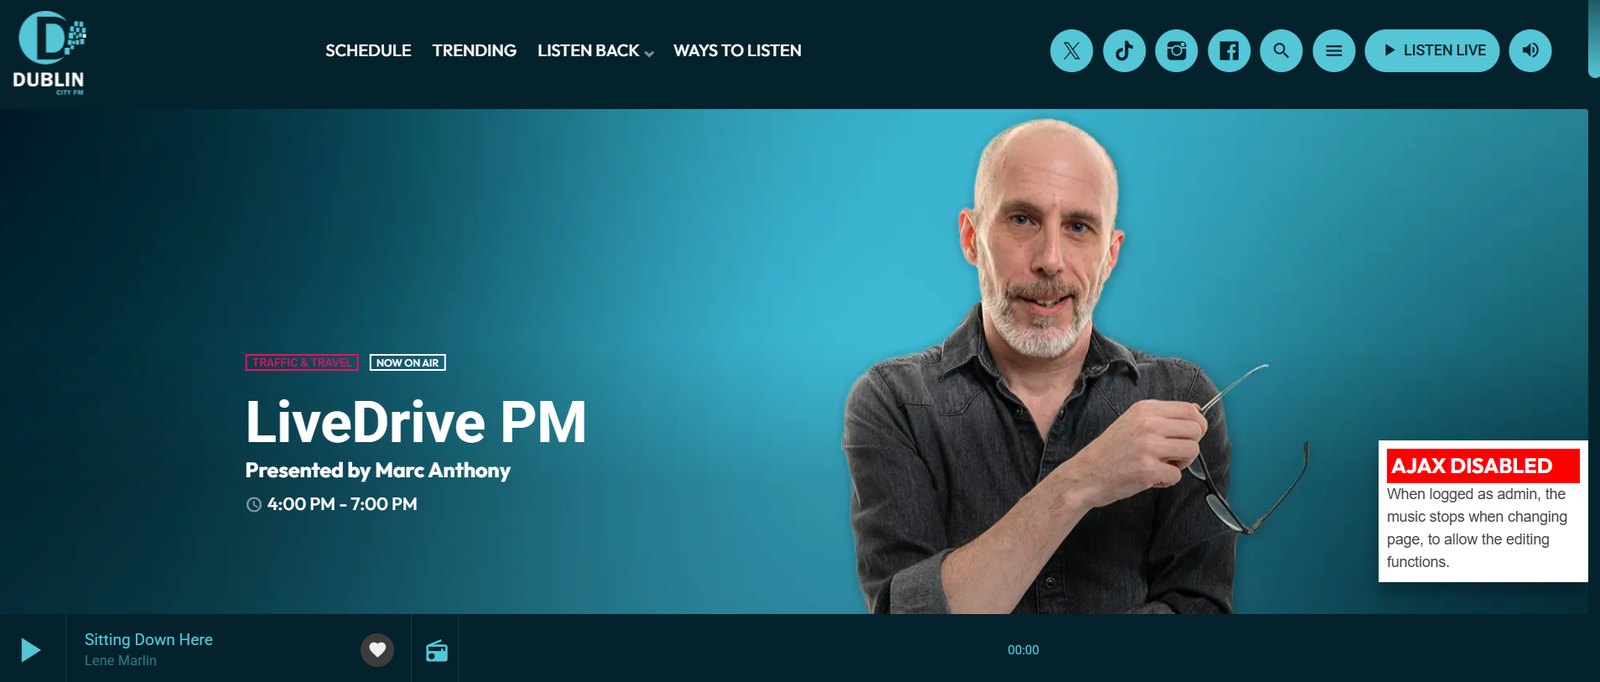 DUBLIN
CITY FM
SCHEDULE TRENDING LISTEN BACK WAYS TO LISTEN
LISTEN LIVE
TRAFFIC & TRAVEL NOW ON AIR
LiveDrive PM
Presented by Marc Anthony
4:00 PM - 7:00 PM
AJAX DISABLED
When logged as admin, the
music stops when changing
page, to allow the editing
functions.
Sitting Down Here
Lene Marlin
00:00